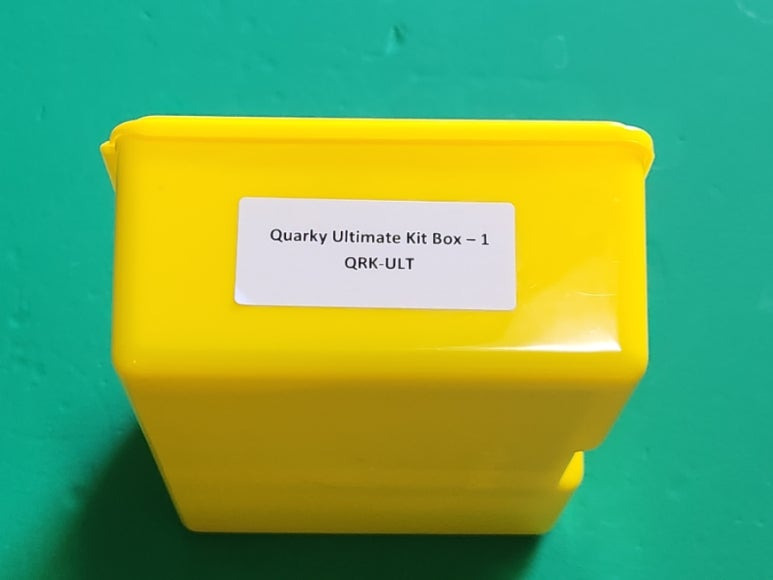 Quarky Ultimate Kit Box – 1
QRK-ULT